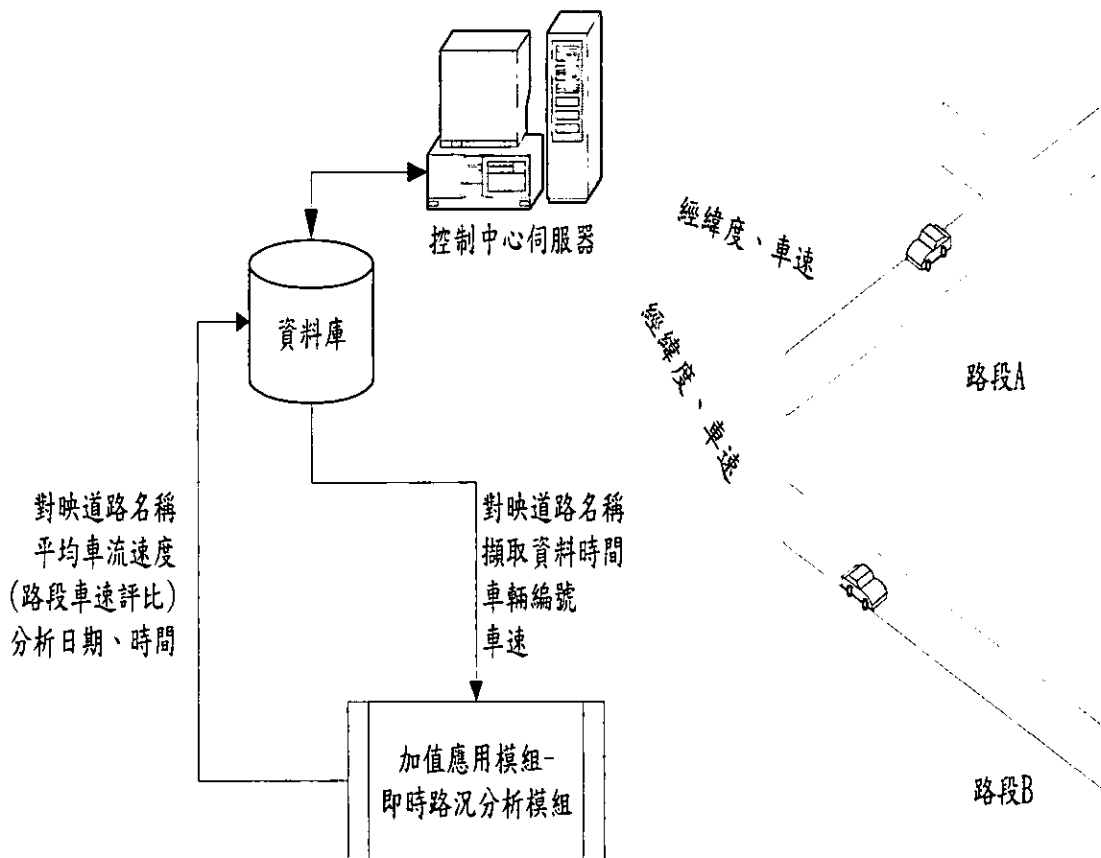 控制中心伺服器
經緯度、車速
經緯度、車速
資料庫
路段A
對映道路名稱
平均車流速度
(路段車速評比)
分析日期、時間
對映道路名稱
擷取資料時間
車輛編號
車速
加值應用模組-
即時路況分析模組
路段B